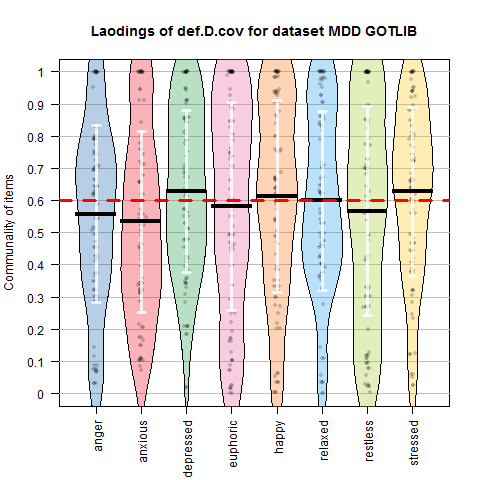 Laodings of def.D.cov for dataset MDD GOTLIB
Communality of items
1
0.9
0.8
0.7
0.6
0.5
0.4
0.3
0.2
0.1
0
anger
anxious
depressed
euphoric
happy
relaxed
restless
stressed